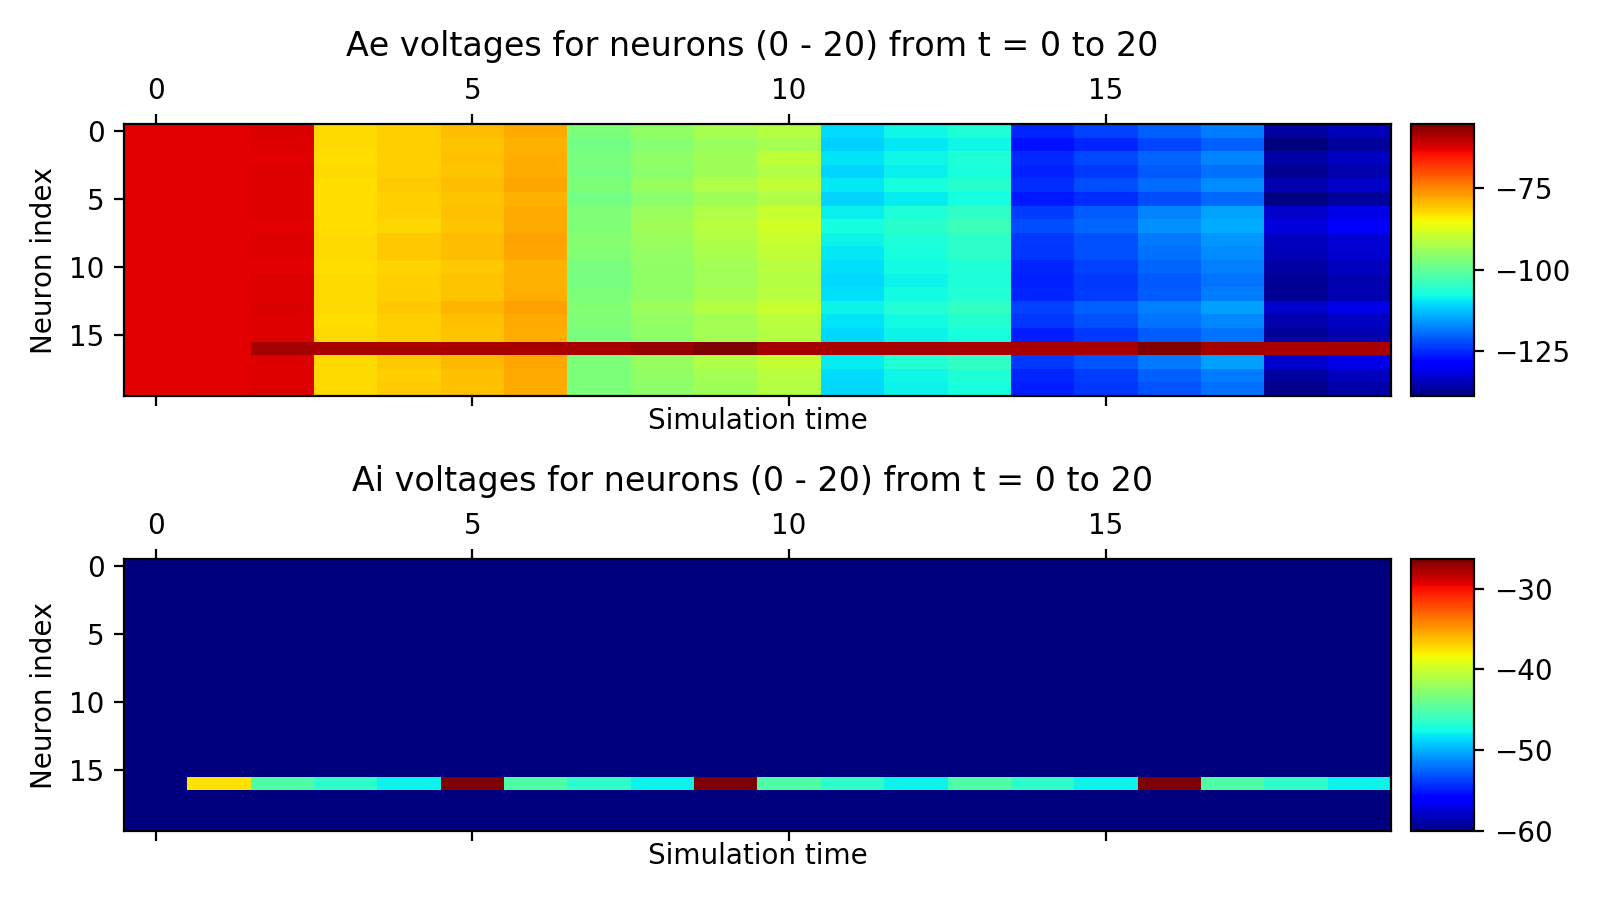 Ae voltages for neurons (0 - 20) from t = 0 to 20
0 5 10 15
Neuron index
0
5
10
15
−75
−100
−125
Simulation time
Ai voltages for neurons (0 - 20) from t = 0 to 20
0 5 10 15
Neuron index
0
5
10
15
−30
−40
−50
−60
Simulation time